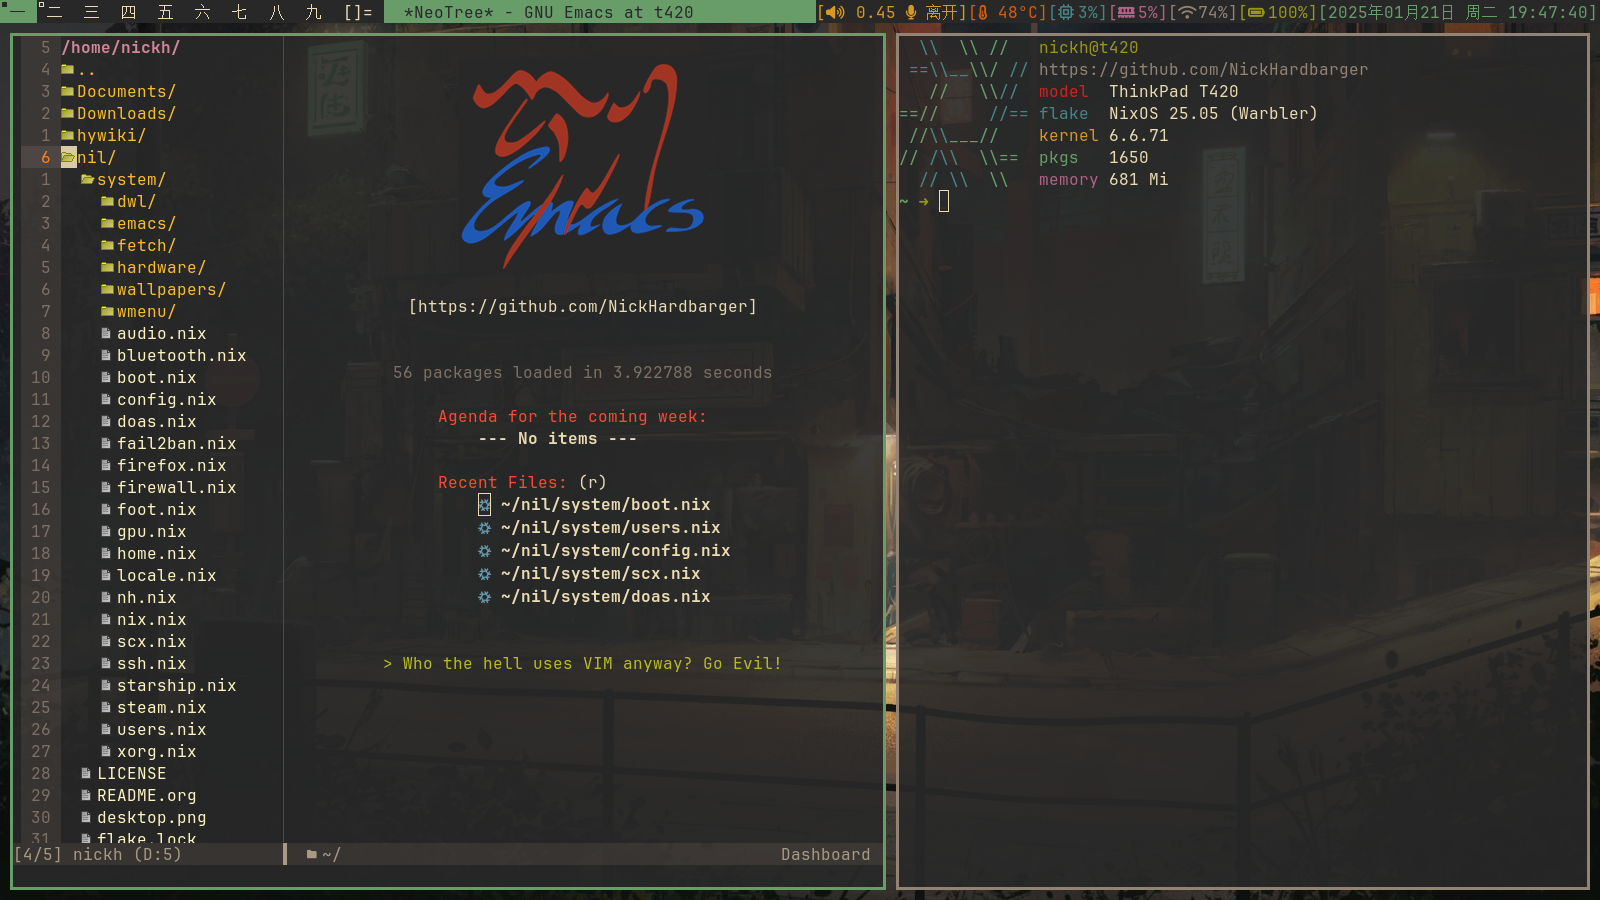 一 二 三 四 五 六 七 八 九 []= *NeoTree* - GNU Emacs at t420 [0.45 离开][48°C][3%][5%][74%][100%][2025年01月21日 周二 19:47:40]
5 /home/nickh/
4 ..
3 Documents/
2 Downloads/
1 hywiki/
6 nil/
1 system/
2 dwl/
3 emacs/
4 fetch/
5 hardware/
6 wallpapers/
7 wmenu/
8 audio.nix
9 bluetooth.nix
10 boot.nix
11 config.nix
12 doas.nix
13 fail2ban.nix
14 firefox.nix
15 firewall.nix
16 foot.nix
17 gpu.nix
18 home.nix
19 locale.nix
20 nh.nix
21 nix.nix
22 scx.nix
23 ssh.nix
24 starship.nix
25 steam.nix
26 users.nix
27 xorg.nix
28 LICENSE
29 README.org
30 desktop.png
31 flake.lock
[4/5] nickh (D:5)
Emacs
[https://github.com/NickHardbarger]
56 packages loaded in 3.922788 seconds
Agenda for the coming week:
--- No items ---
Recent Files: (r)
~/nil/system/boot.nix
~/nil/system/users.nix
~/nil/system/config.nix
~/nil/system/scx.nix
~/nil/system/doas.nix
> Who the hell uses VIM anyway? Go Evil!
~/ Dashboard
\\  \\ // nickh@t420
==\\__\\/ // https://github.com/NickHardbarger
//   \\// model ThinkPad T420
==//     //== flake NixOS 25.05 (Warbler)
//\\___// kernel 6.6.71
// /\\  \\== pkgs 1650
// \\  \\ memory 681 Mi
~ →